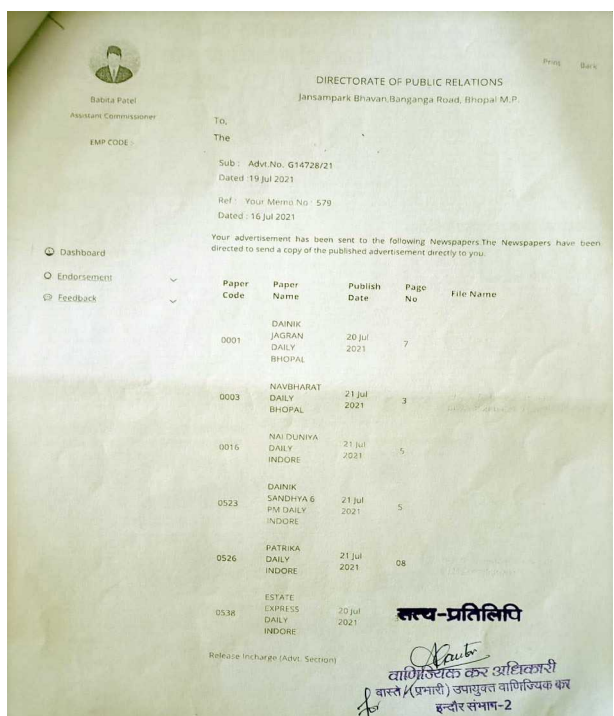 Print Back
DIRECTORATE OF PUBLIC RELATIONS
Jansampark Bhavan,Banganga Road, Bhopal M.P.
Babita Patel
Assistant Commissioner
EMP CODE :-
To,
The
Sub : Advt.No. G14728/21
Dated :19 Jul 2021
Ref : Your Memo No : 579
Dated : 16 Jul 2021
Your advertisement has been sent to the following Newspapers.The Newspapers have been
directed to send a copy of the published advertisement directly to you.
Dashboard
Endorsement
Feedback
Paper Paper Publish Page File Name
Code Name Date No
DAINIK
0001 JAGRAN 20 Jul 7
DAILY 2021
BHOPAL
NAVBHARAT
0003 DAILY 21 Jul 3
BHOPAL 2021
NAI DUNIYA
0016 DAILY 21 Jul 5
INDORE 2021
DAINIK
0523 SANDHYA 6 21 Jul 5
PM DAILY 2021
INDORE
PATRIKA
0526 DAILY 21 Jul 08
INDORE 2021
ESTATE
0538 EXPRESS 20 Jul
DAILY 2021
INDORE
सत्य-प्रतिलिपि
Release Incharge (Advt. Section)
वाणिज्यिक कर अधिकारी
for वास्ते (प्रभारी) उपायुक्त वाणिज्यिक कर
इन्दौर संभाग-2